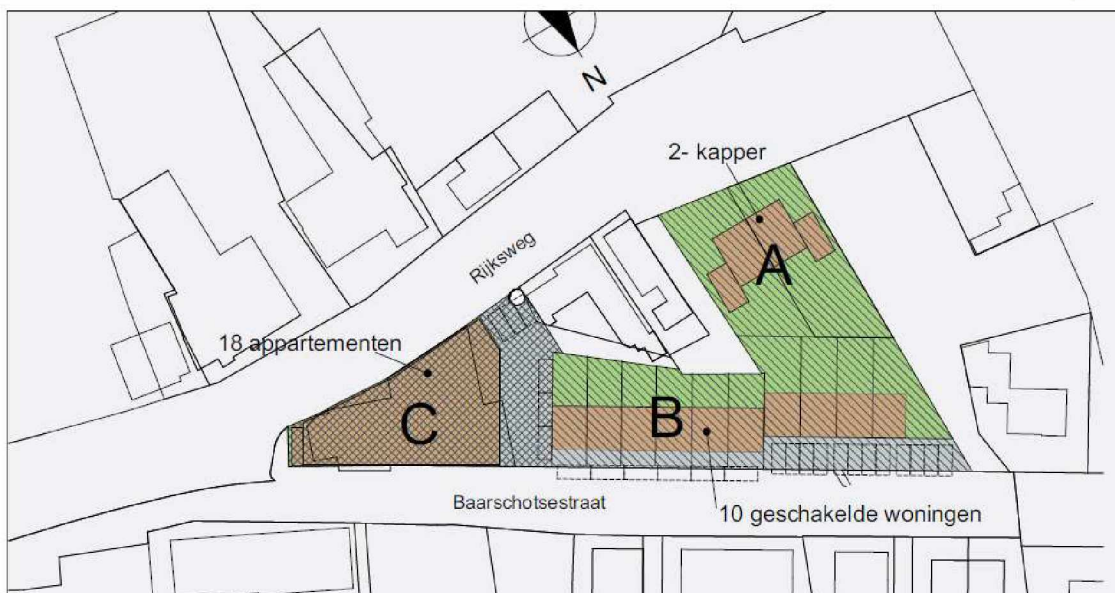 N
2- kapper
A
Rijksweg
18 appartementen
C
B
Baarschotsestraat
10 geschakelde woningen